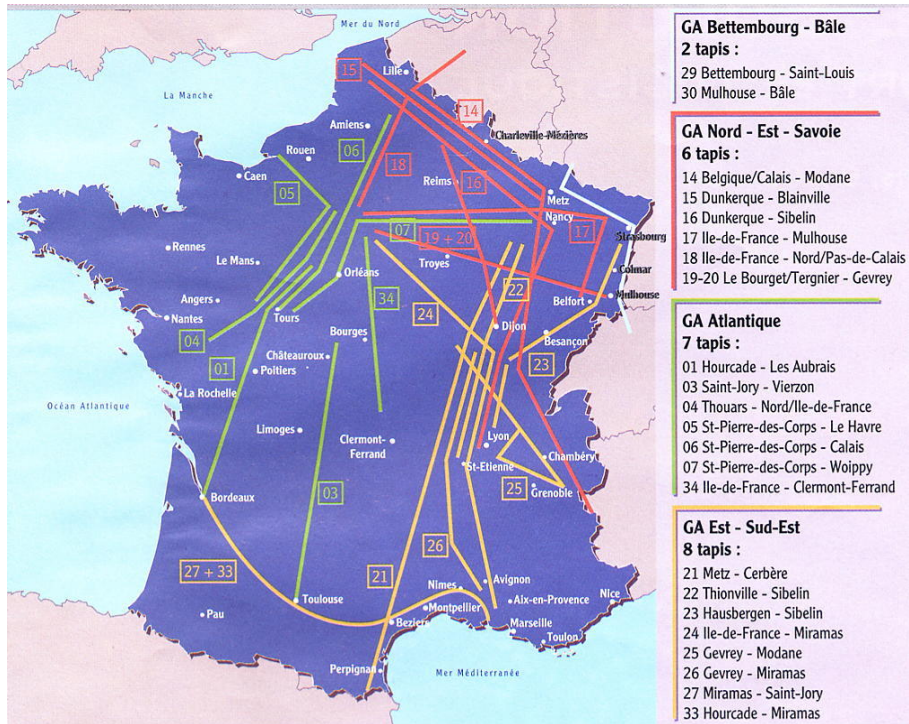 Mer du Nord
La Manche
Océan Atlantique
Mer Méditerranée
Lille
15
14
Amiens
Charleville-Mézières
06
Rouen
18
Caen
05
Reims
16
Metz
Nancy
17
Strasbourg
07
19 + 20
Rennes
Le Mans
Troyes
Orléans
Colmar
Mulhouse
Angers
34
22
Belfort
Nantes
Tours
24
Dijon
Bourges
Besançon
04
Châteauroux
23
01
Poitiers
La Rochelle
Limoges
Clermont-
Ferrand
Lyon
St-Etienne
Chambéry
25
Grenoble
Bordeaux
03
26
27 + 33
21
Nimes
Avignon
Toulouse
Montpellier
Aix-en-Provence
Nice
Pau
Bezier
Marseille
Toulon
Perpignan
GA Bettembourg - Bâle
2 tapis :
29 Bettembourg - Saint-Louis
30 Mulhouse - Bâle
GA Nord - Est - Savoie
6 tapis :
14 Belgique/Calais - Modane
15 Dunkerque - Blainville
16 Dunkerque - Sibelin
17 Ile-de-France - Mulhouse
18 Ile-de-France - Nord/Pas-de-Calais
19-20 Le Bourget/Tergnier - Gevrey
GA Atlantique
7 tapis :
01 Hourcade - Les Aubrais
03 Saint-Jory - Vierzon
04 Thouars - Nord/Ile-de-France
05 St-Pierre-des-Corps - Le Havre
06 St-Pierre-des-Corps - Calais
07 St-Pierre-des-Corps - Woippy
34 Ile-de-France - Clermont-Ferrand
GA Est - Sud-Est
8 tapis :
21 Metz - Cerbère
22 Thionville - Sibelin
23 Hausbergen - Sibelin
24 Ile-de-France - Miramas
25 Gevrey - Modane
26 Gevrey - Miramas
27 Miramas - Saint-Jory
33 Hourcade - Miramas